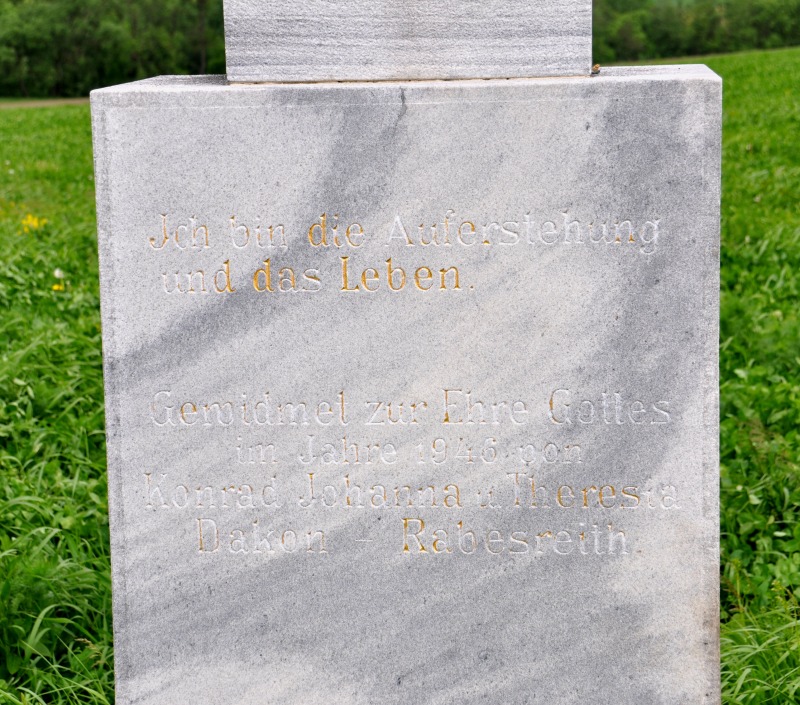 Ich bin die Auferstehung
und das Leben.
Gewidmet zur Ehre Gottes
im Jahre 1946 von
Konrad Johanna u. Theresia
Dakon - Rabesreith